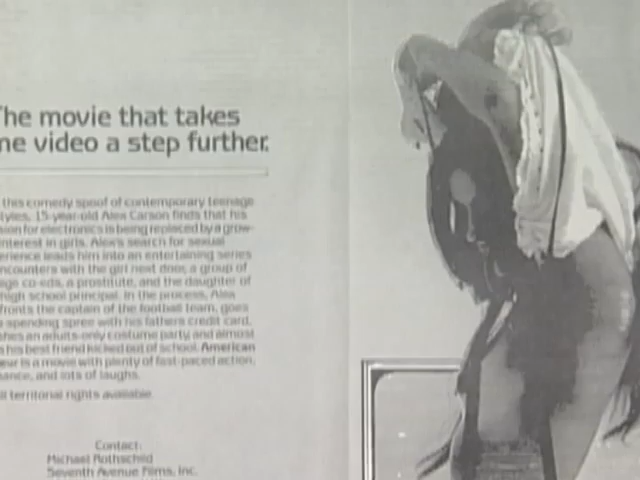 The movie that takes
me video a step further.
this comedy spoof of contemporary teenage
styles, 15-year-old Alex Carson finds that his
sion for electronics is being replaced by a grow-
interest in girls. Alex's search for sexual
erience leads him into an entertaining series
ncounters with the girl next door, a group of
ege co-eds, a prostitute, and the daughter of
high school principal. In the process, Alex
fronts the captain of the football team, goes
spending spree with his father's credit card,
shes an adults-only costume party, and almost
s his best friend kicked out of school. American
is a movie with plenty of fast-paced action,
ance, and lots of laughs.
ll territorial rights available.
Contact:
Michael Rothschild
Seventh Avenue Films, Inc.